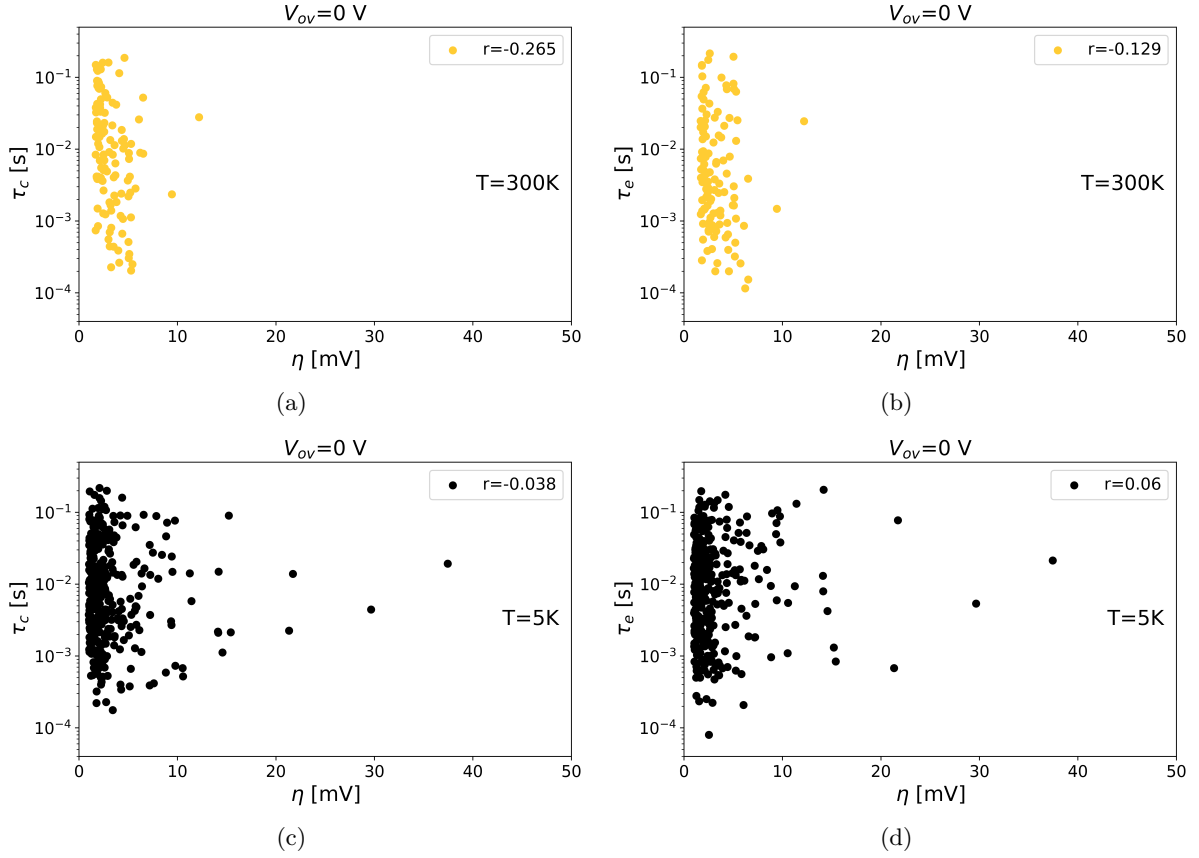 V_ov=0 V
r=-0.265
T=300K
τ_c [s]
10⁻¹
10⁻²
10⁻³
10⁻⁴
0 10 20 30 40 50
η [mV]
(a)
V_ov=0 V
r=-0.129
T=300K
τ_e [s]
10⁻¹
10⁻²
10⁻³
10⁻⁴
0 10 20 30 40 50
η [mV]
(b)
V_ov=0 V
r=-0.038
T=5K
τ_c [s]
10⁻¹
10⁻²
10⁻³
10⁻⁴
0 10 20 30 40 50
η [mV]
(c)
V_ov=0 V
r=0.06
T=5K
τ_e [s]
10⁻¹
10⁻²
10⁻³
10⁻⁴
0 10 20 30 40 50
η [mV]
(d)